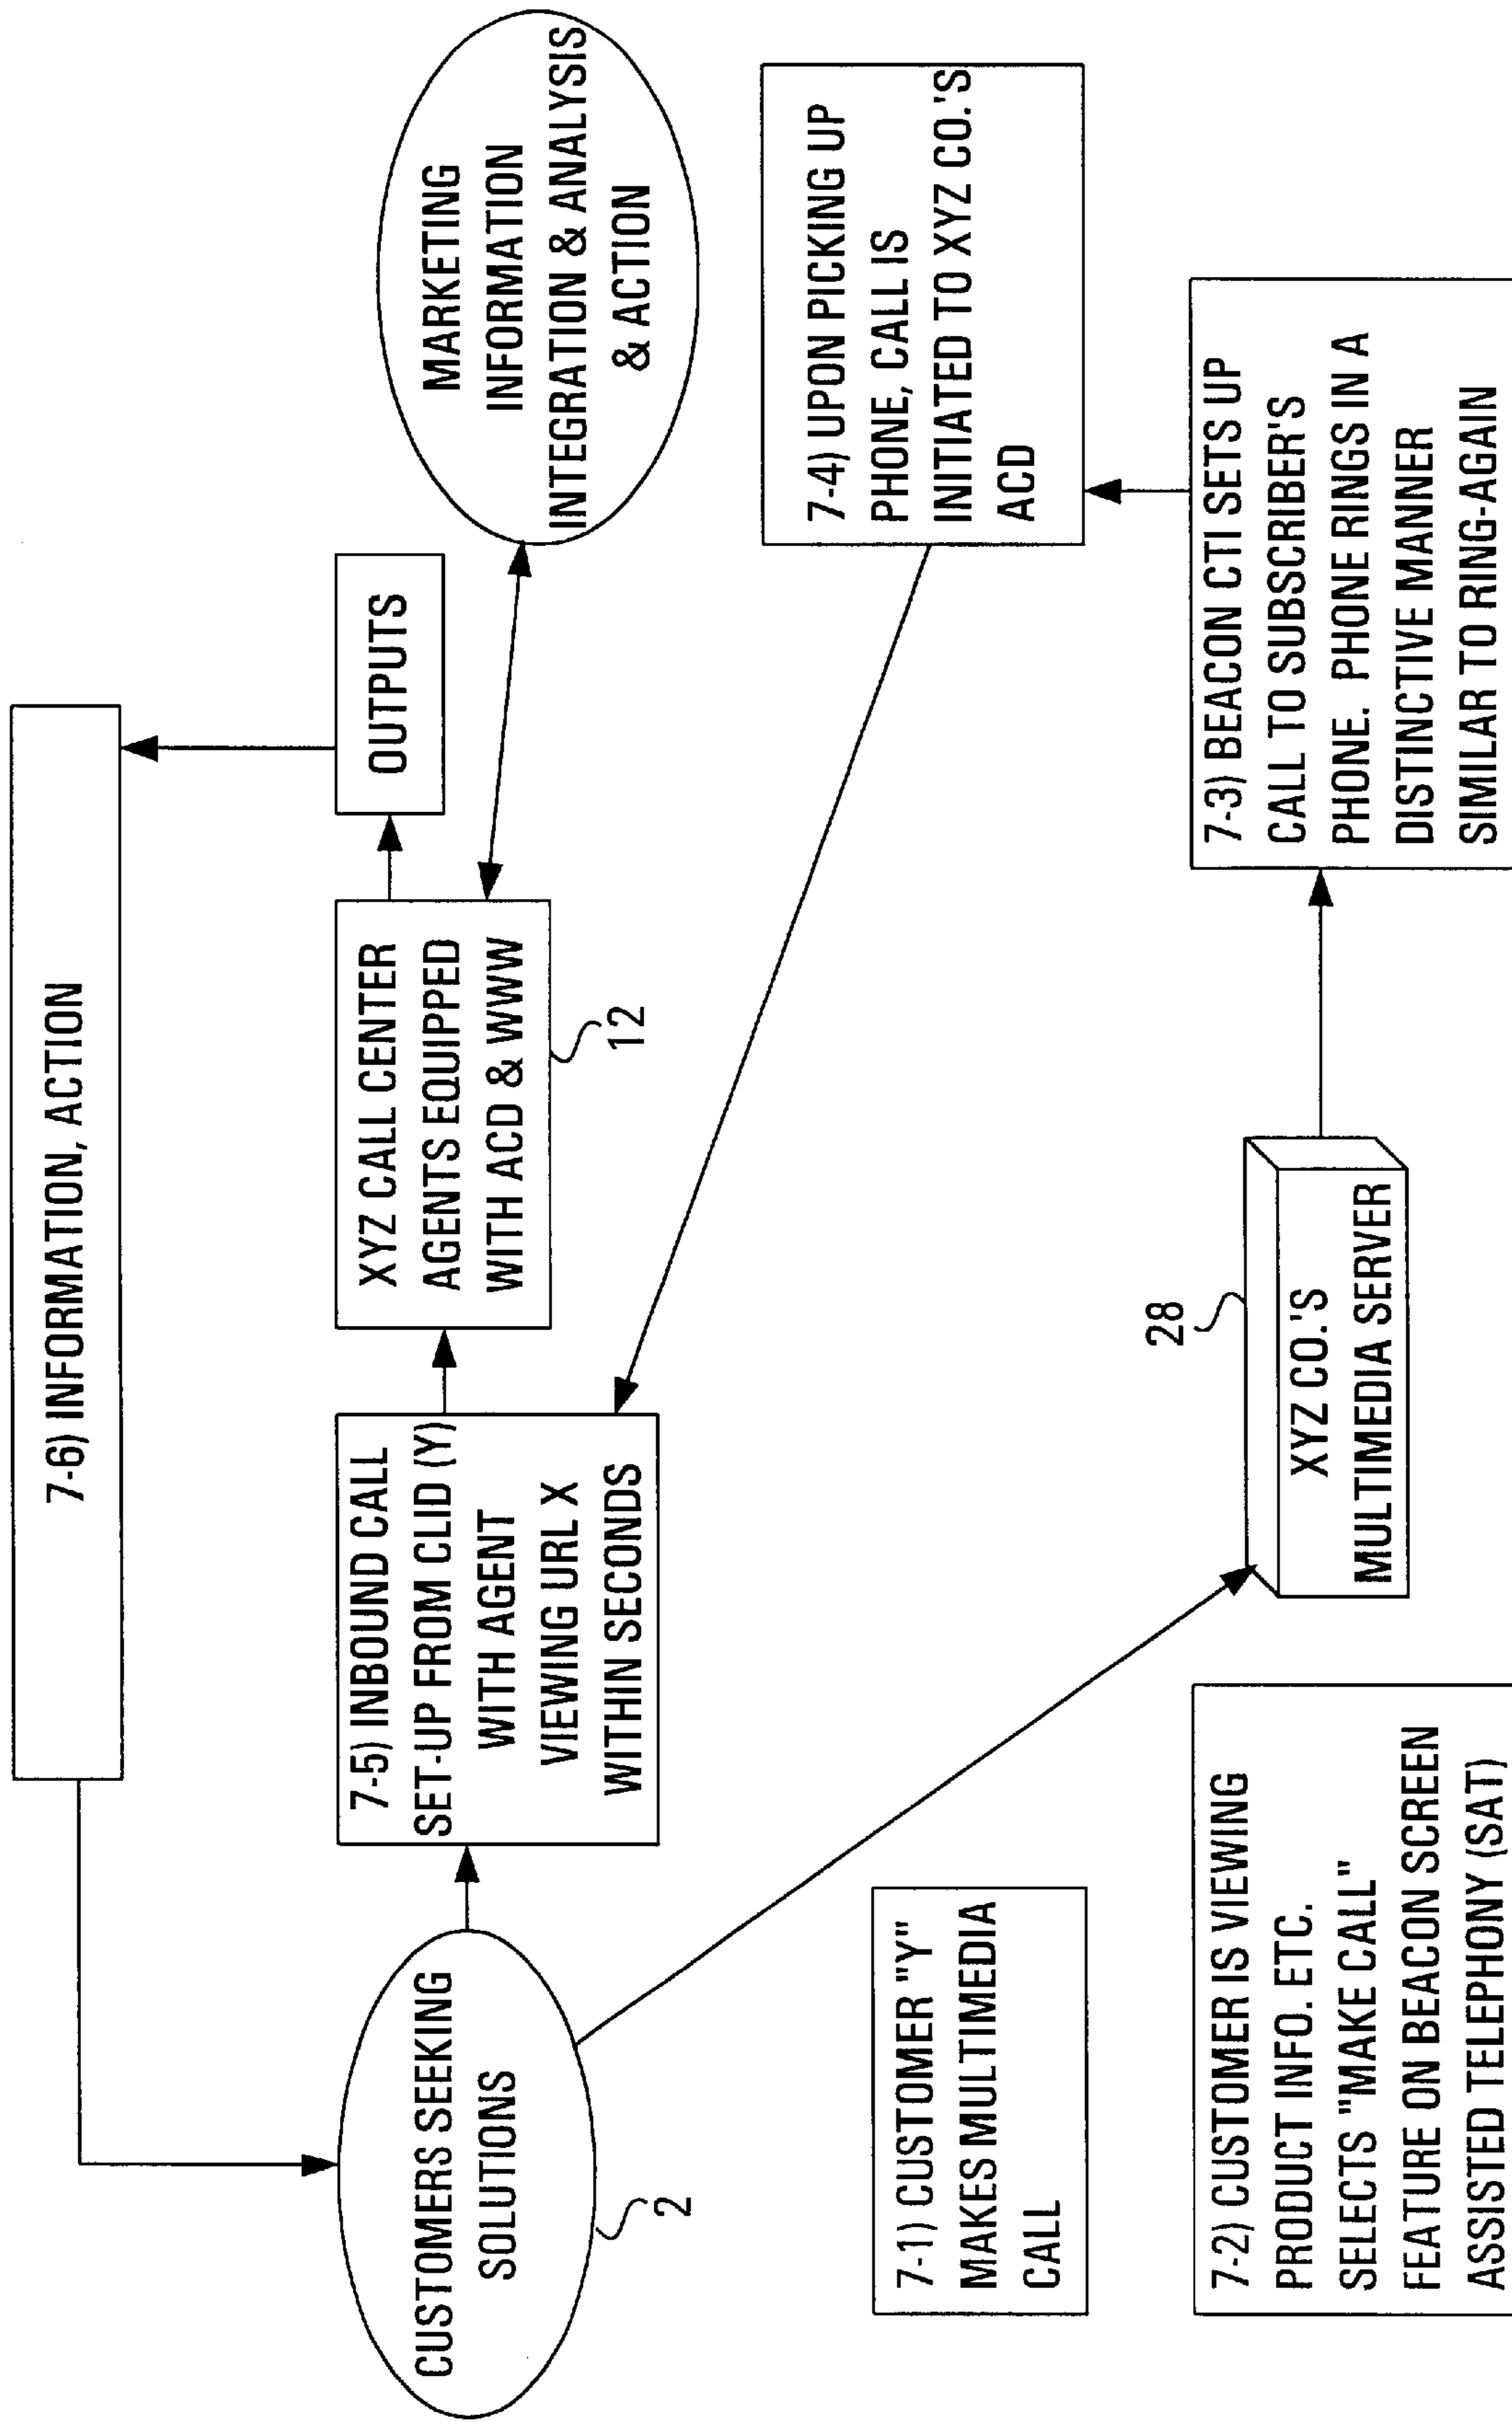 7-6) INFORMATION, ACTION
CUSTOMERS SEEKING
SOLUTIONS
2
7-5) INBOUND CALL
SET-UP FROM CLID (Y)
WITH AGENT
VIEWING URL X
WITHIN SECONDS
XYZ CALL CENTER
AGENTS EQUIPPED
WITH ACD & WWW
12
OUTPUTS
MARKETING
INFORMATION
INTEGRATION & ANALYSIS
& ACTION
7-1) CUSTOMER "Y"
MAKES MULTIMEDIA
CALL
7-4) UPON PICKING UP
PHONE, CALL IS
INITIATED TO XYZ CO.'S
ACD
7-2) CUSTOMER IS VIEWING
PRODUCT INFO. ETC.
SELECTS "MAKE CALL"
FEATURE ON BEACON SCREEN
ASSISTED TELEPHONY (SAT)
28
XYZ CO.'S
MULTIMEDIA SERVER
7-3) BEACON CTI SETS UP
CALL TO SUBSCRIBER'S
PHONE. PHONE RINGS IN A
DISTINCTIVE MANNER
SIMILAR TO RING-AGAIN